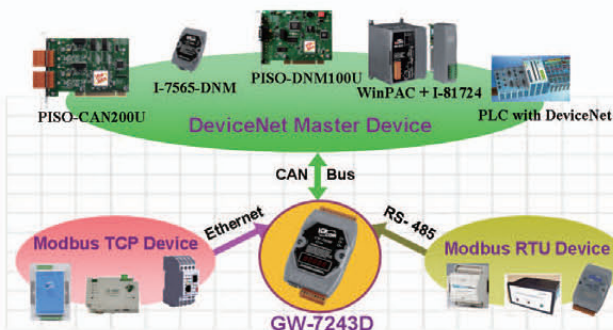 PISO-CAN200U
I-7565-DNM
PISO-DNM100U
WinPAC + I-81724
PLC with DeviceNet
DeviceNet Master Device
CAN Bus
Ethernet
RS- 485
Modbus TCP Device
Modbus RTU Device
GW-7243D